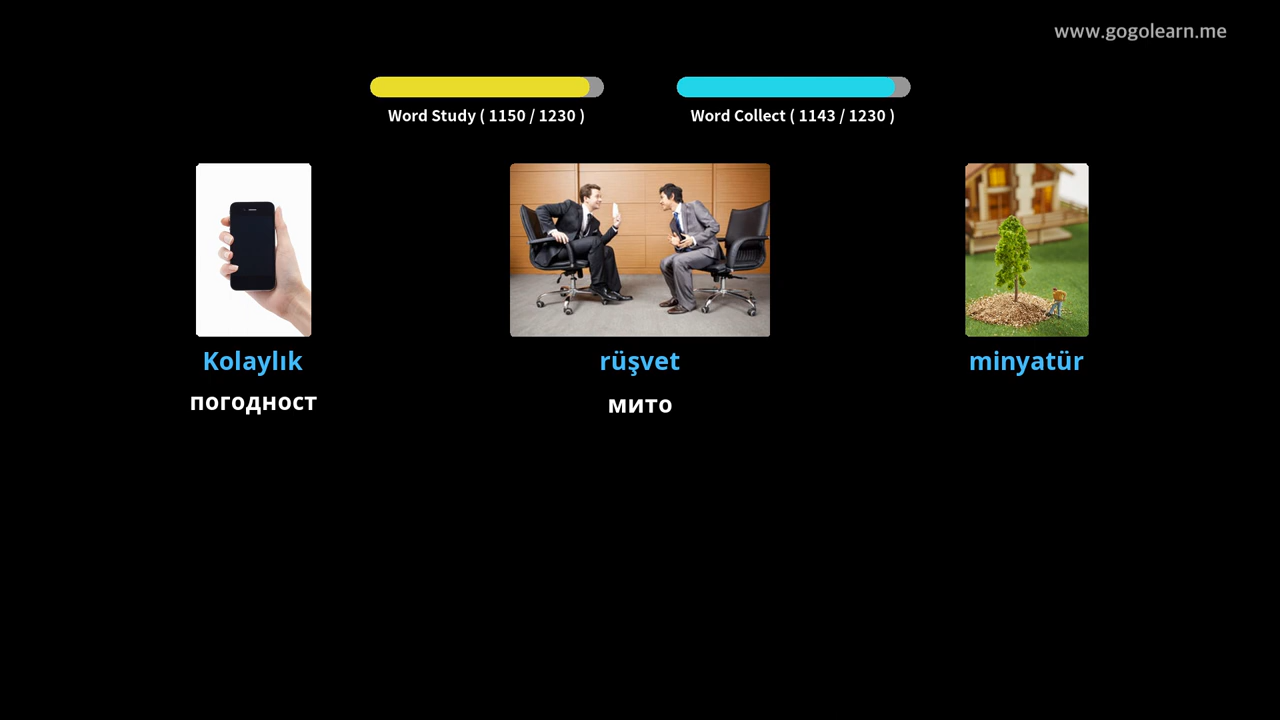 www.gogolearn.me
Word Study ( 1150 / 1230 )
Word Collect ( 1143 / 1230 )
Kolaylık
погодност
rüşvet
мито
minyatür